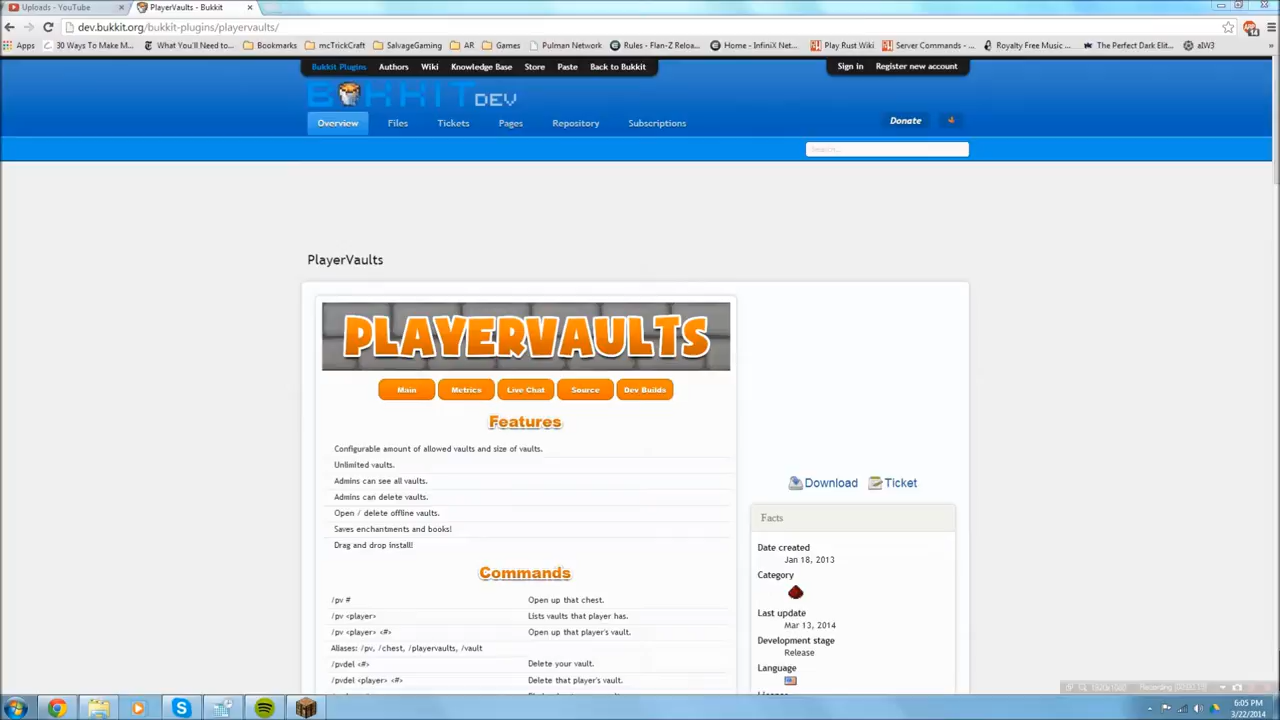 Uploads - YouTube
PlayerVaults - Bukkit
dev.bukkit.org/bukkit-plugins/playervaults/
Apps
30 Ways To Make M...
What You'll Need to...
Bookmarks
mcTrickCraft
SalvageGaming
AR
Games
Pulman Network
Rules - Flan-Z Reloa...
Home - InfiniX Net...
Play Rust Wiki
Server Commands - ...
Royalty Free Music ...
The Perfect Dark Elit...
aIW3
»
Bukkit Plugins
Authors
Wiki
Knowledge Base
Store
Paste
Back to Bukkit
Sign in
Register new account
BUKKIT DEV
Overview
Files
Tickets
Pages
Repository
Subscriptions
Donate
Search...
PlayerVaults
PLAYERVAULTS
Main
Metrics
Live Chat
Source
Dev Builds
Features
Configurable amount of allowed vaults and size of vaults.
Unlimited vaults.
Admins can see all vaults.
Admins can delete vaults.
Open / delete offline vaults.
Saves enchantments and books!
Drag and drop install!
Commands
/pv # Open up that chest.
/pv <player> Lists vaults that player has.
/pv <player> <#> Open up that player's vault.
Aliases: /pv, /chest, /playervaults, /vault
/pvdel <#> Delete your vault.
/pvdel <player> <#> Delete that player's vault.
Download
Ticket
Facts
Date created
Jan 18, 2013
Category
Last update
Mar 13, 2014
Development stage
Release
Language
6:05 PM
3/22/2014